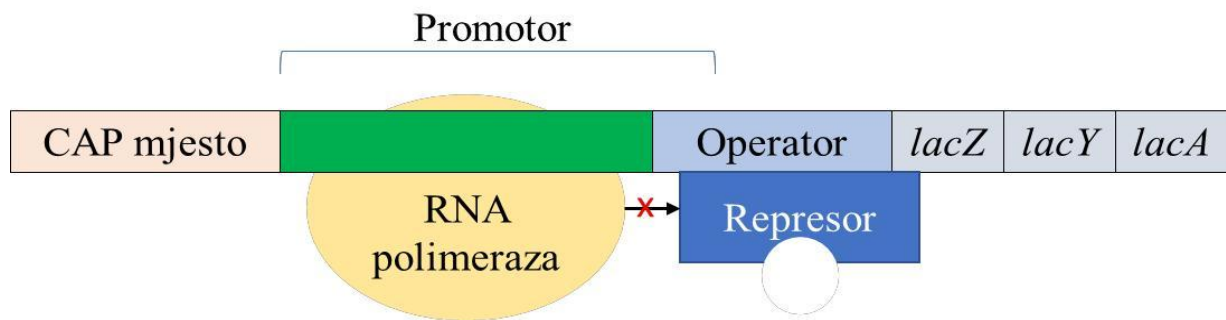 Promotor
CAP mjesto
Operator
lacZ
lacY
lacA
RNA
polimeraza
x
Represor